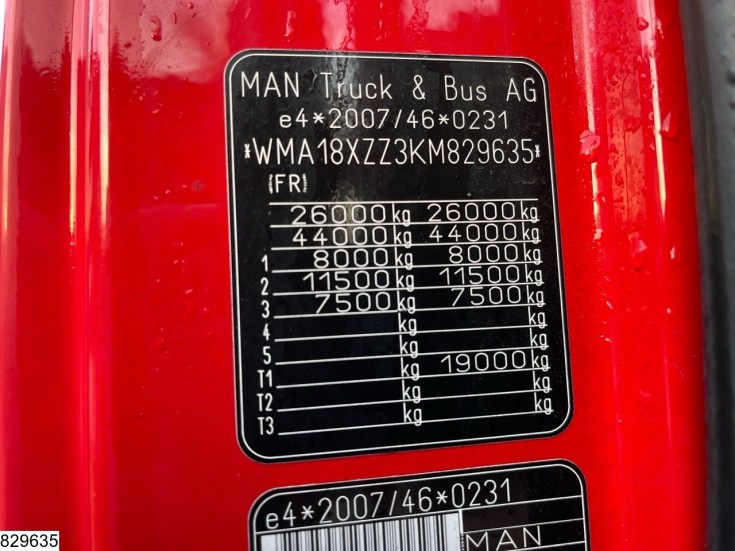 MAN Truck & Bus AG
e4*2007/46*0231
*WMA18XZZ3KM829635*
(FR)
26000 kg 26000 kg
44000 kg 44000 kg
1 8000 kg 8000 kg
2 11500 kg 11500 kg
3 7500 kg 7500 kg
4 kg kg
5 kg kg
T1 kg 19000 kg
T2 kg kg
T3 kg kg
e4*2007/46*0231
MAN
829635